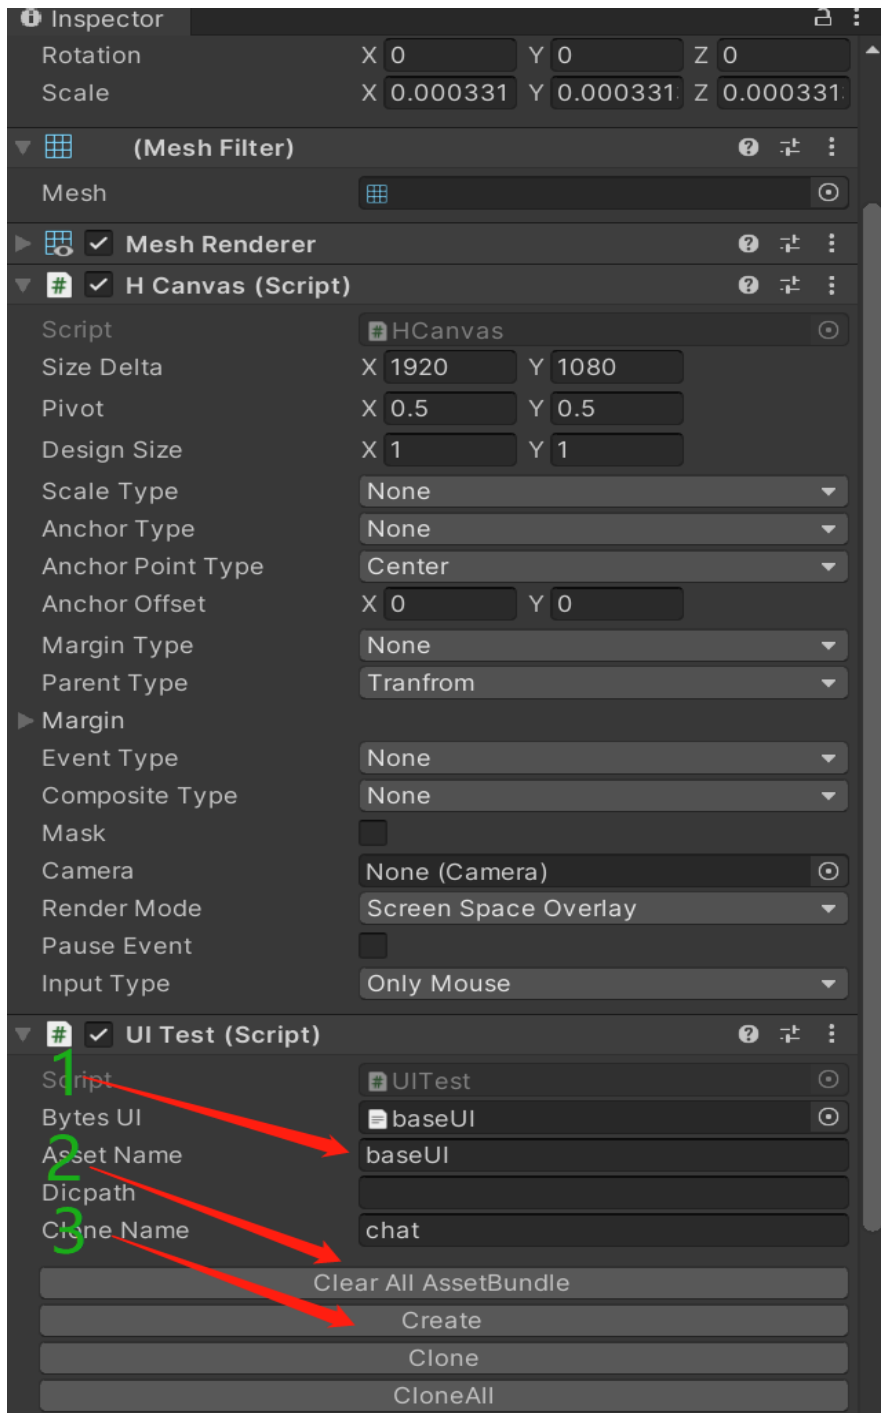 Inspector
Rotation X 0 Y 0 Z 0
Scale X 0.000331 Y 0.000331 Z 0.000331
(Mesh Filter)
Mesh
Mesh Renderer
# H Canvas (Script)
Script # HCanvas
Size Delta X 1920 Y 1080
Pivot X 0.5 Y 0.5
Design Size X 1 Y 1
Scale Type None
Anchor Type None
Anchor Point Type Center
Anchor Offset X 0 Y 0
Margin Type None
Parent Type Tranfrom
Margin
Event Type None
Composite Type None
Mask
Camera None (Camera)
Render Mode Screen Space Overlay
Pause Event
Input Type Only Mouse
# UI Test (Script)
1
Script # UITest
Bytes UI baseUI
2
Asset Name baseUI
Dicpath
3
Clone Name chat
Clear All AssetBundle
Create
Clone
CloneAll